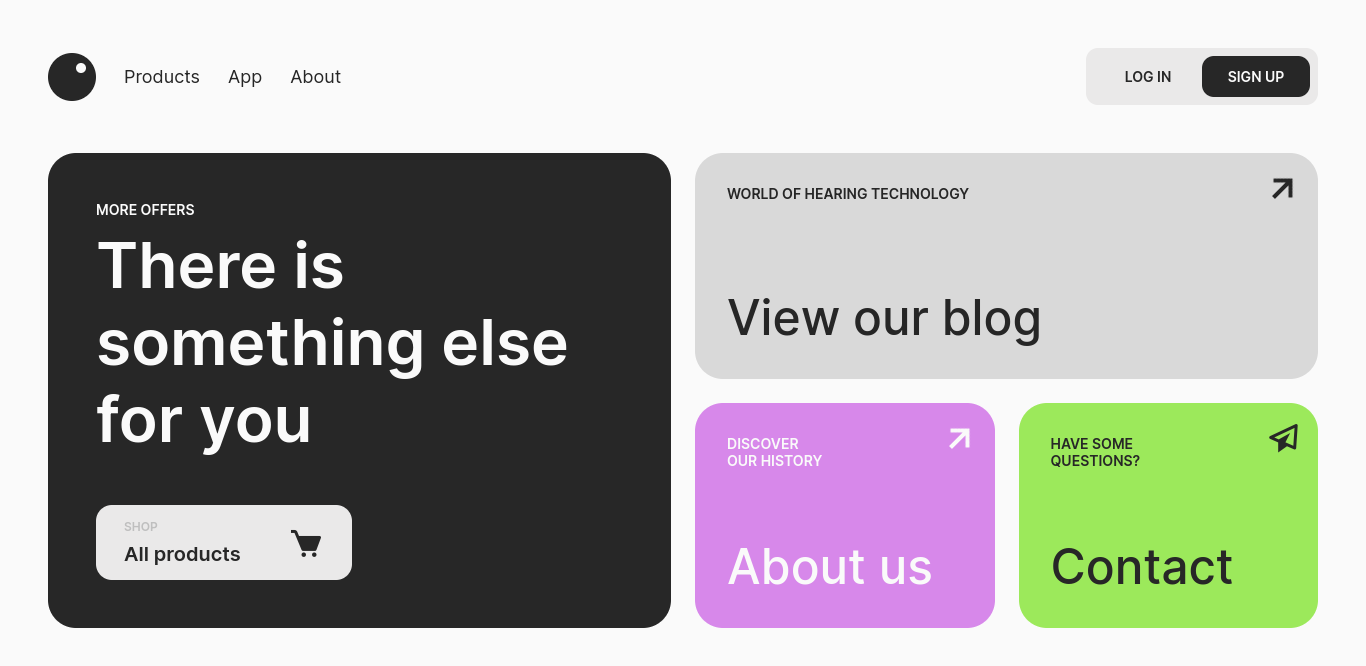 Products
App
About
LOG IN
SIGN UP
MORE OFFERS
There is
something else
for you
SHOP
All products
WORLD OF HEARING TECHNOLOGY
View our blog
DISCOVER
OUR HISTORY
About us
HAVE SOME
QUESTIONS?
Contact